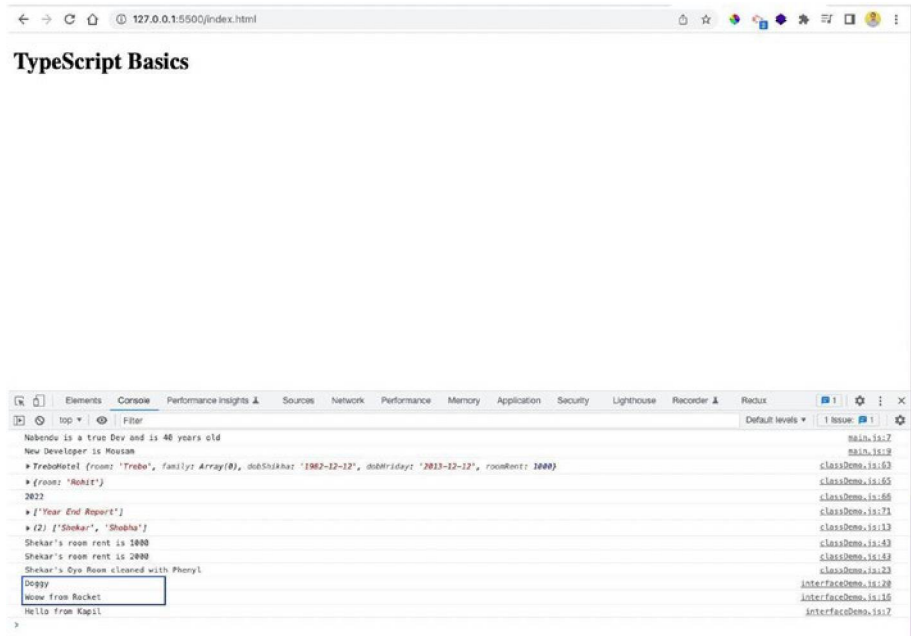 127.0.0.1:5500/index.html
TypeScript Basics
Elements Console Performance insights Sources Network Performance Memory Application Security Lighthouse Recorder Redux 1
top Filter Default levels 1 Issue: 1
Nabendu is a true Dev and is 40 years old main.js:7
New Developer is Mousam main.js:9
TreboHotel {room: 'Trebo', family: Array(0), dobShikha: '1982-12-12', dobHriday: '2013-12-12', roomRent: 1000} classDemo.js:63
{room: 'Rohit'} classDemo.js:65
2022 classDemo.js:66
['Year End Report'] classDemo.js:71
(2) ['Shekar', 'Shobha'] classDemo.js:13
Shekar's room rent is 1000 classDemo.js:43
Shekar's room rent is 2000 classDemo.js:43
Shekar's Oyo Room cleaned with Phenyl classDemo.js:23
Doggy interfaceDemo.js:20
Woow from Rocket interfaceDemo.js:16
Hello from Kapil interfaceDemo.js:7